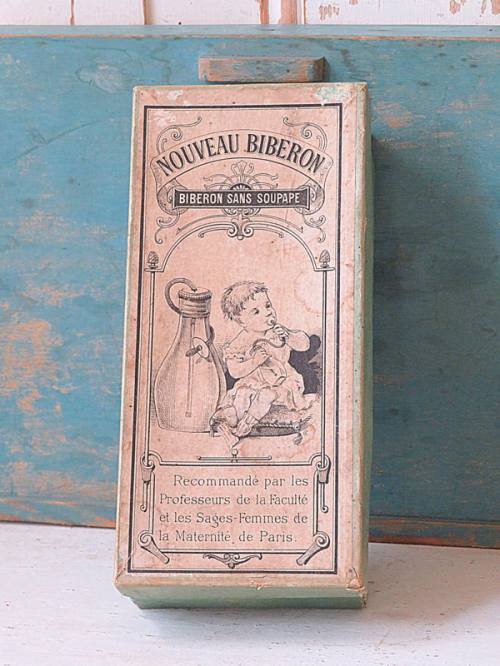 NOUVEAU BIBERON
BIBERON SANS SOUPAPE
Recommandé par les
Professeurs de la Faculté
et les Sages-Femmes de
la Maternité, de Paris.